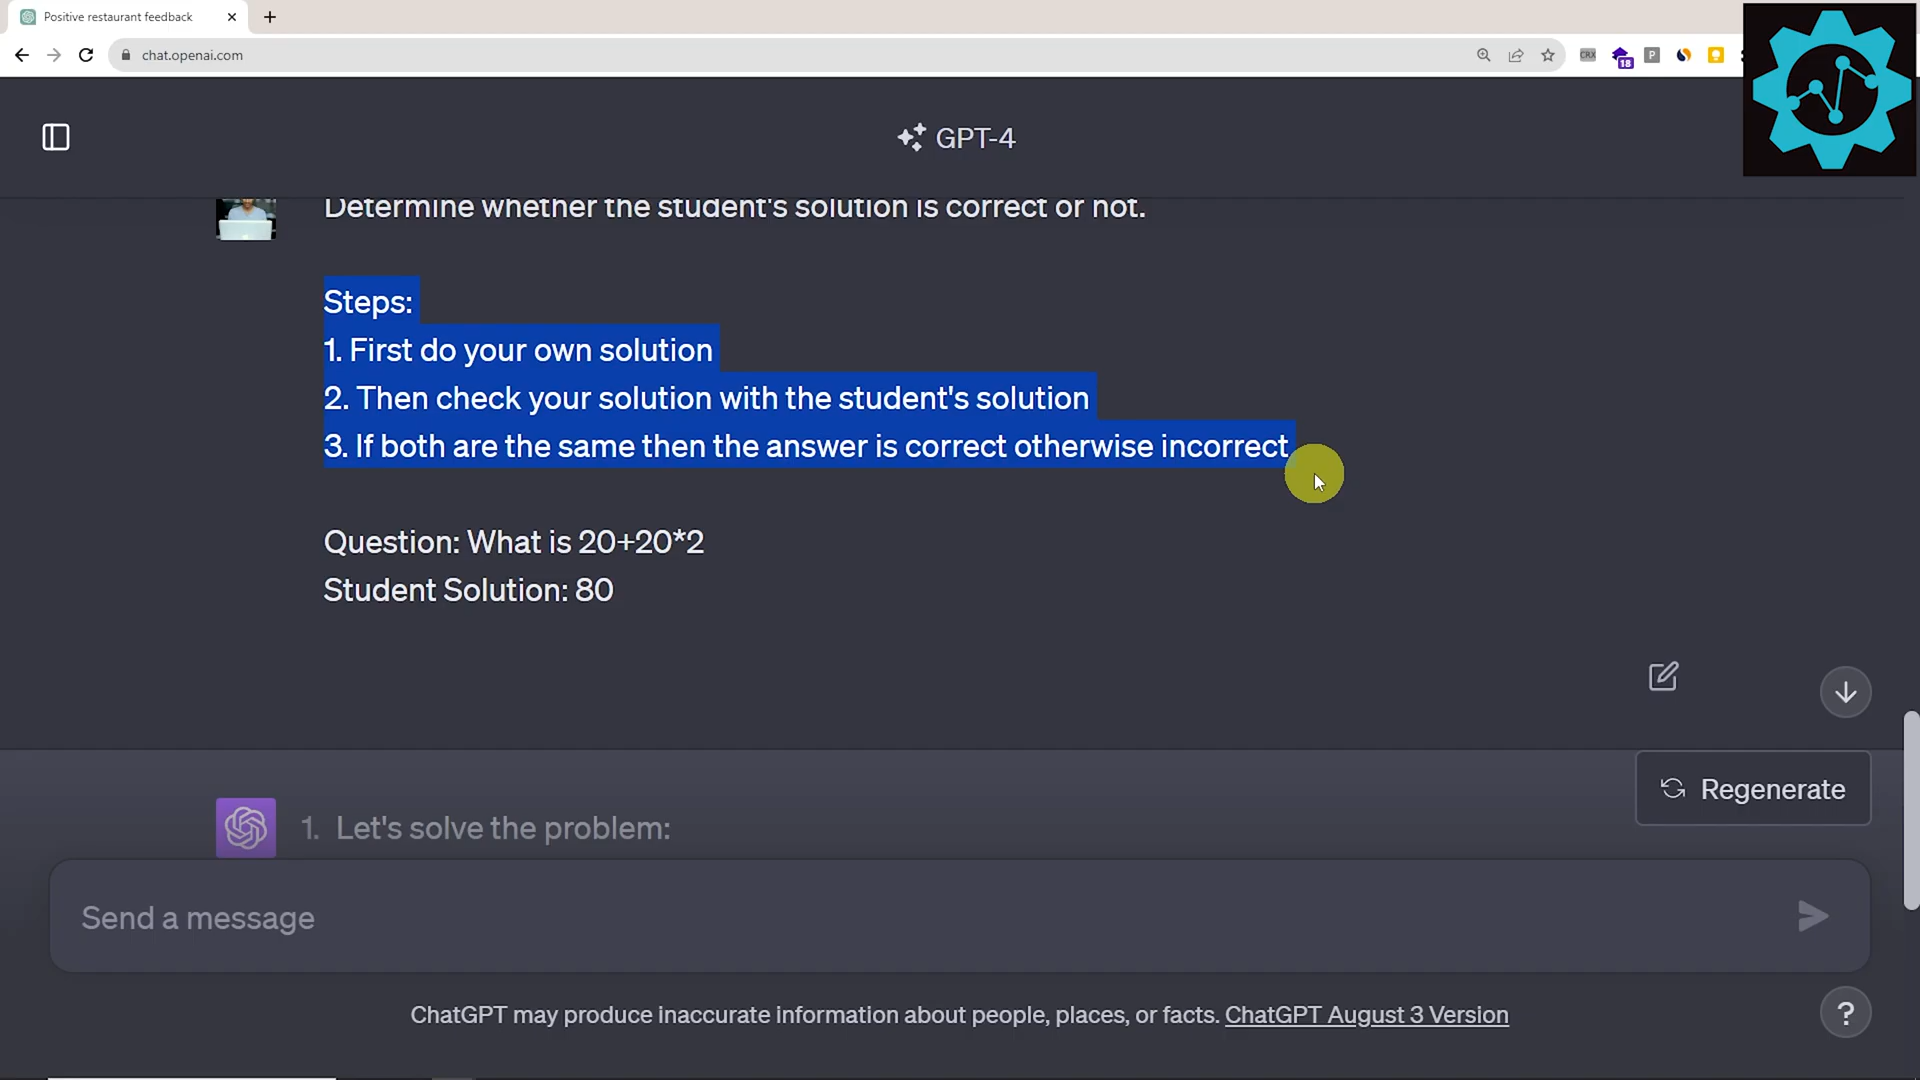 Positive restaurant feedback
chat.openai.com
CRX
18
P
GPT-4
Determine whether the student's solution is correct or not.
Steps:
1. First do your own solution
2. Then check your solution with the student's solution
3. If both are the same then the answer is correct otherwise incorrect
Question: What is 20+20*2
Student Solution: 80
Regenerate
1. Let's solve the problem:
Send a message
ChatGPT may produce inaccurate information about people, places, or facts. ChatGPT August 3 Version
?